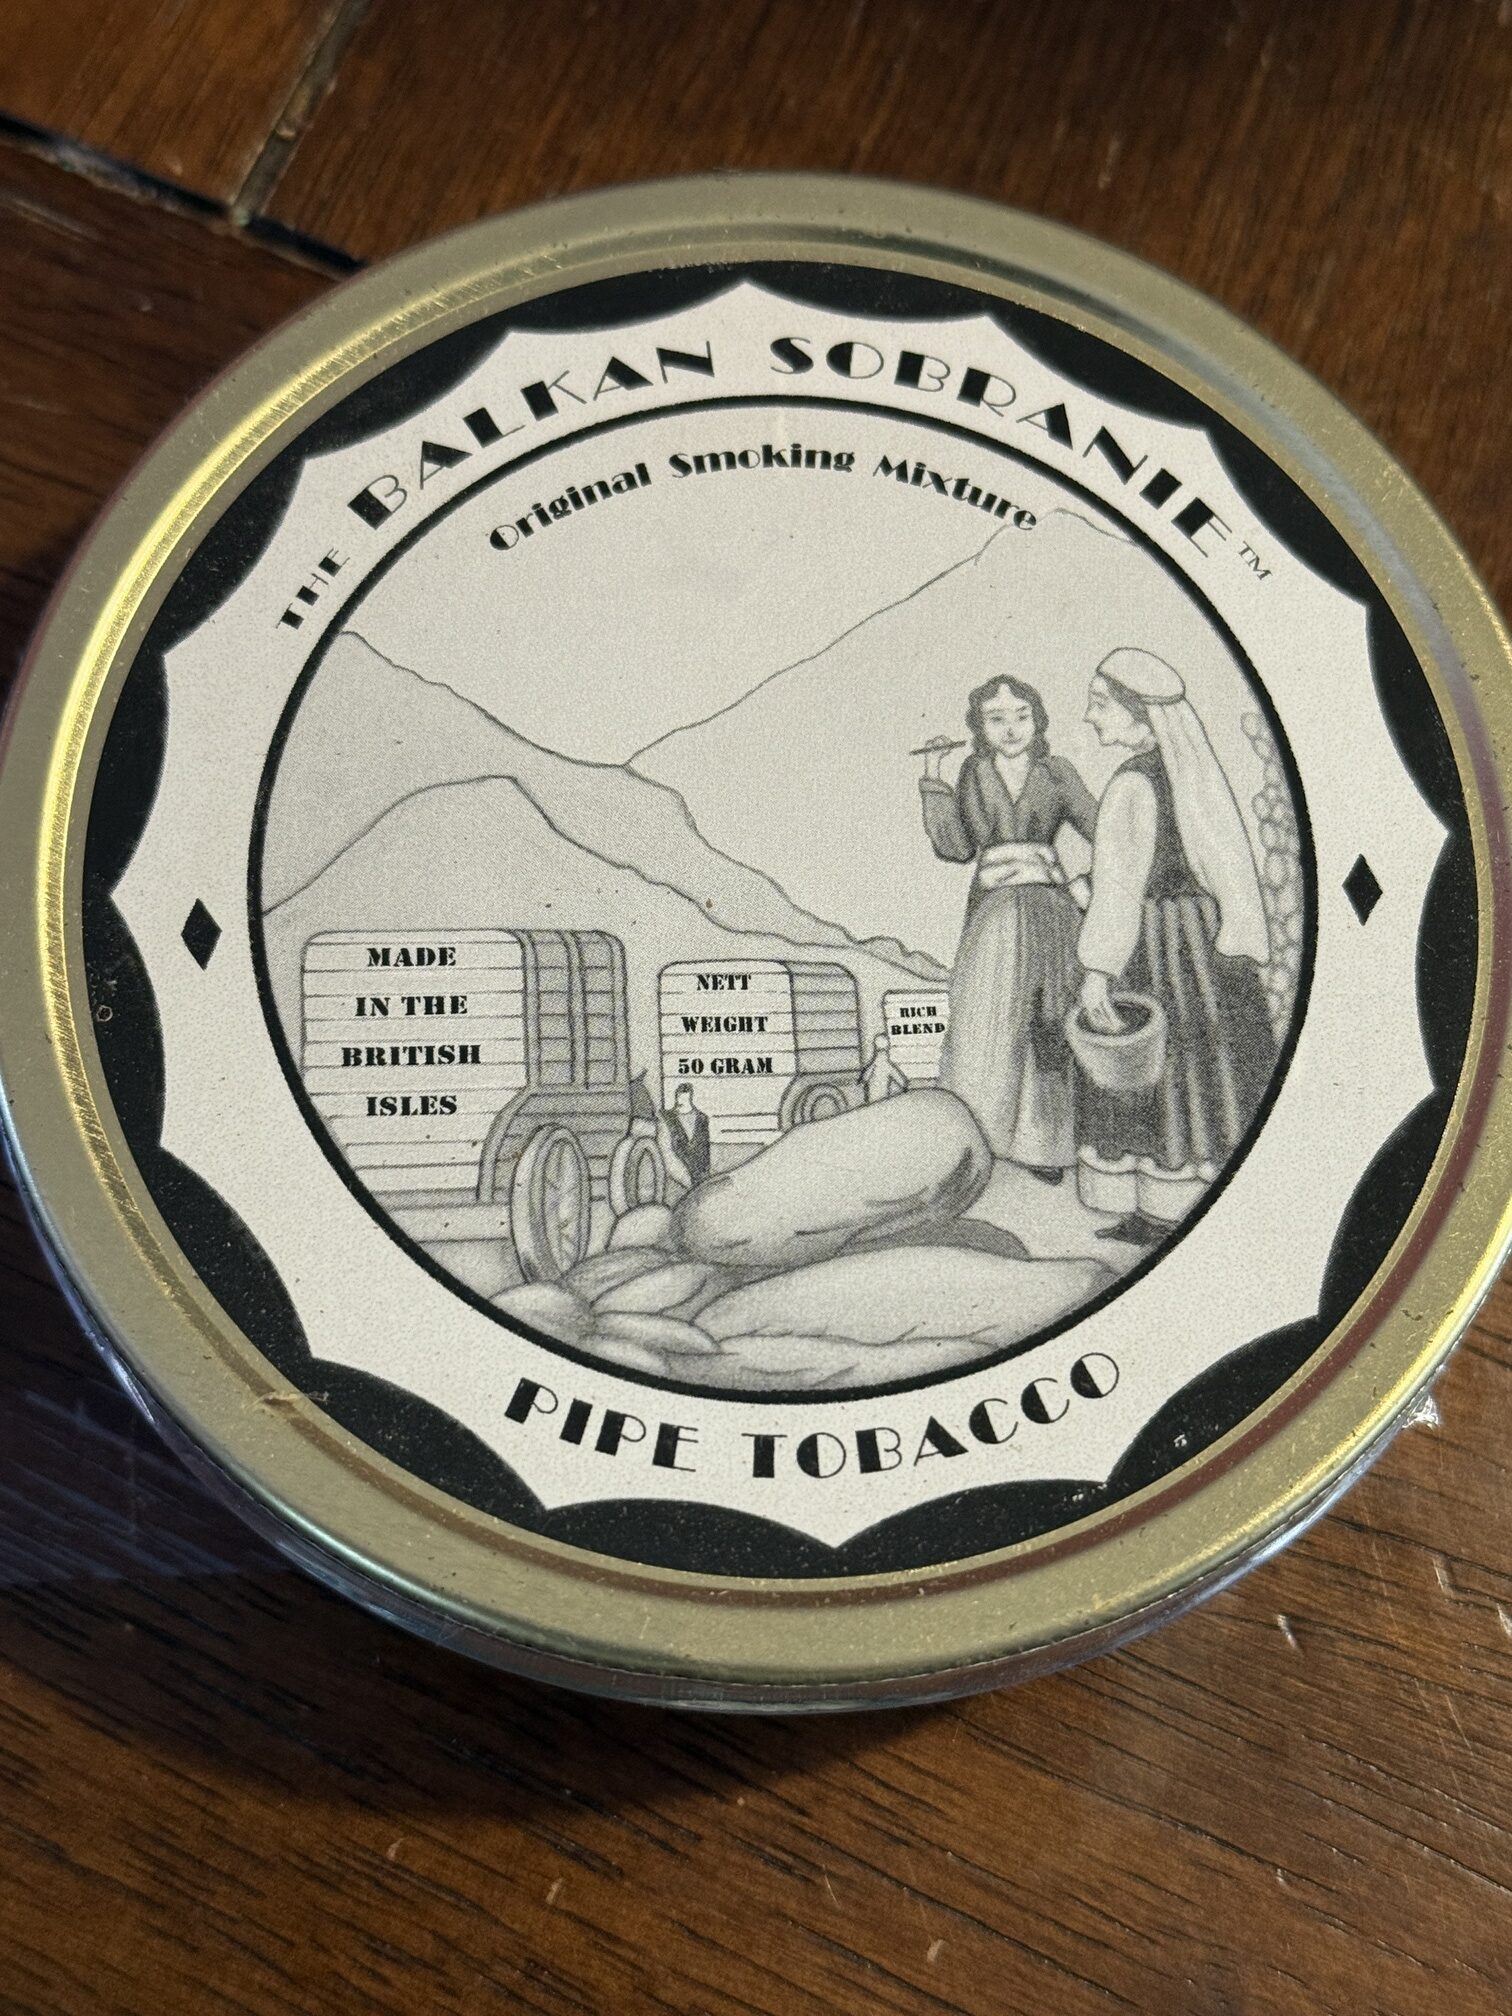 THE BALKAN SOBRANIE™
Original Smoking Mixture
MADE
IN THE
BRITISH
ISLES
NETT
WEIGHT
50 GRAM
RICH
BLEND
PIPE TOBACCO